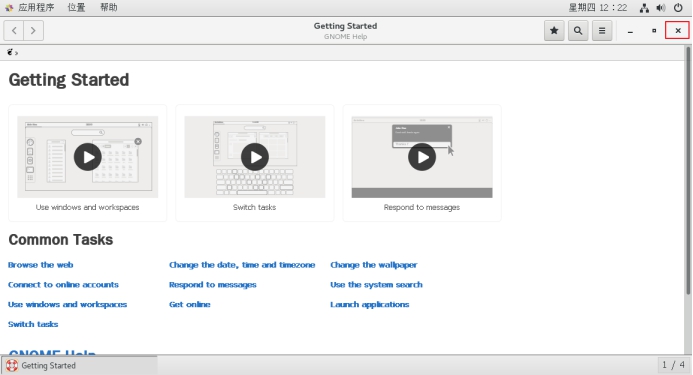 应用程序 位置 帮助 星期四 12：22
Getting Started
GNOME Help
Getting Started
Use windows and workspaces Switch tasks Respond to messages
Common Tasks
Browse the web Change the date, time and timezone Change the wallpaper
Connect to online accounts Respond to messages Use the system search
Use windows and workspaces Get online Launch applications
Switch tasks
GNOME Help
Getting Started 1 / 4